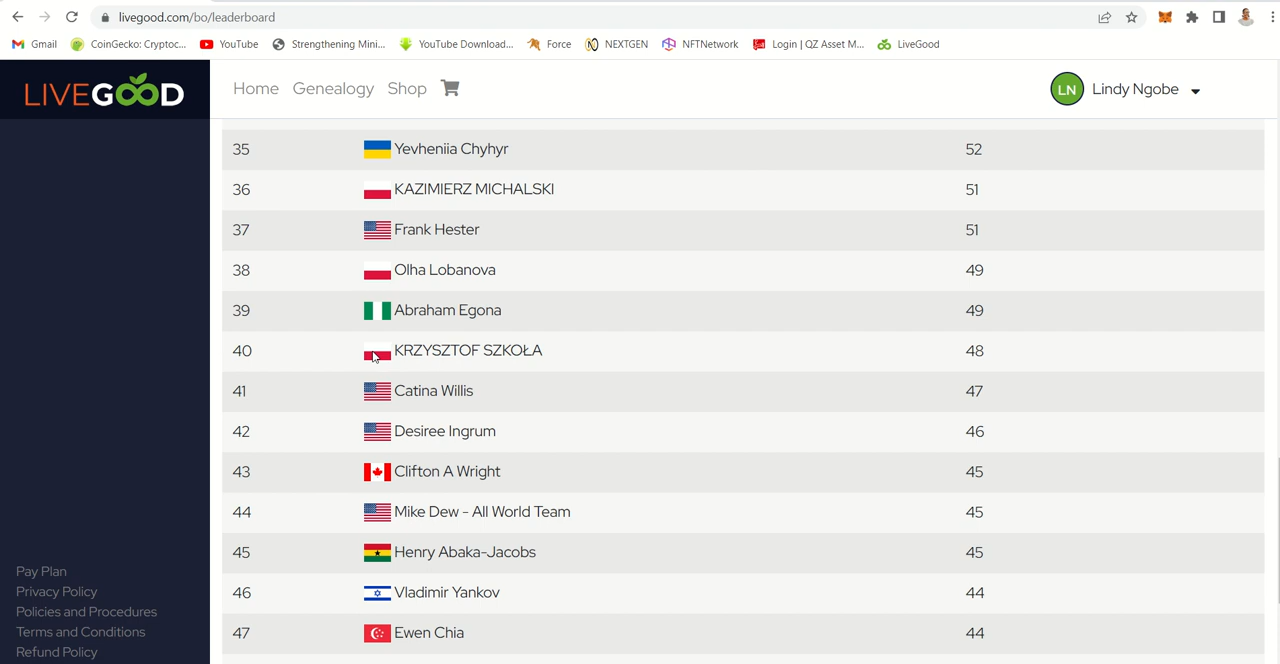 livegood.com/bo/leaderboard
Gmail CoinGecko: Cryptoc... YouTube Strengthening Mini... YouTube Download... Force NEXTGEN NFTNetwork Login | QZ Asset M... LiveGood
LIVEGOOD Home Genealogy Shop LN Lindy Ngobe
35 Yevheniia Chyhyr 52
36 KAZIMIERZ MICHALSKI 51
37 Frank Hester 51
38 Olha Lobanova 49
39 Abraham Egona 49
40 KRZYSZTOF SZKOŁA 48
41 Catina Willis 47
42 Desiree Ingrum 46
43 Clifton A Wright 45
44 Mike Dew - All World Team 45
45 Henry Abaka-Jacobs 45
46 Vladimir Yankov 44
47 Ewen Chia 44
Pay Plan
Privacy Policy
Policies and Procedures
Terms and Conditions
Refund Policy